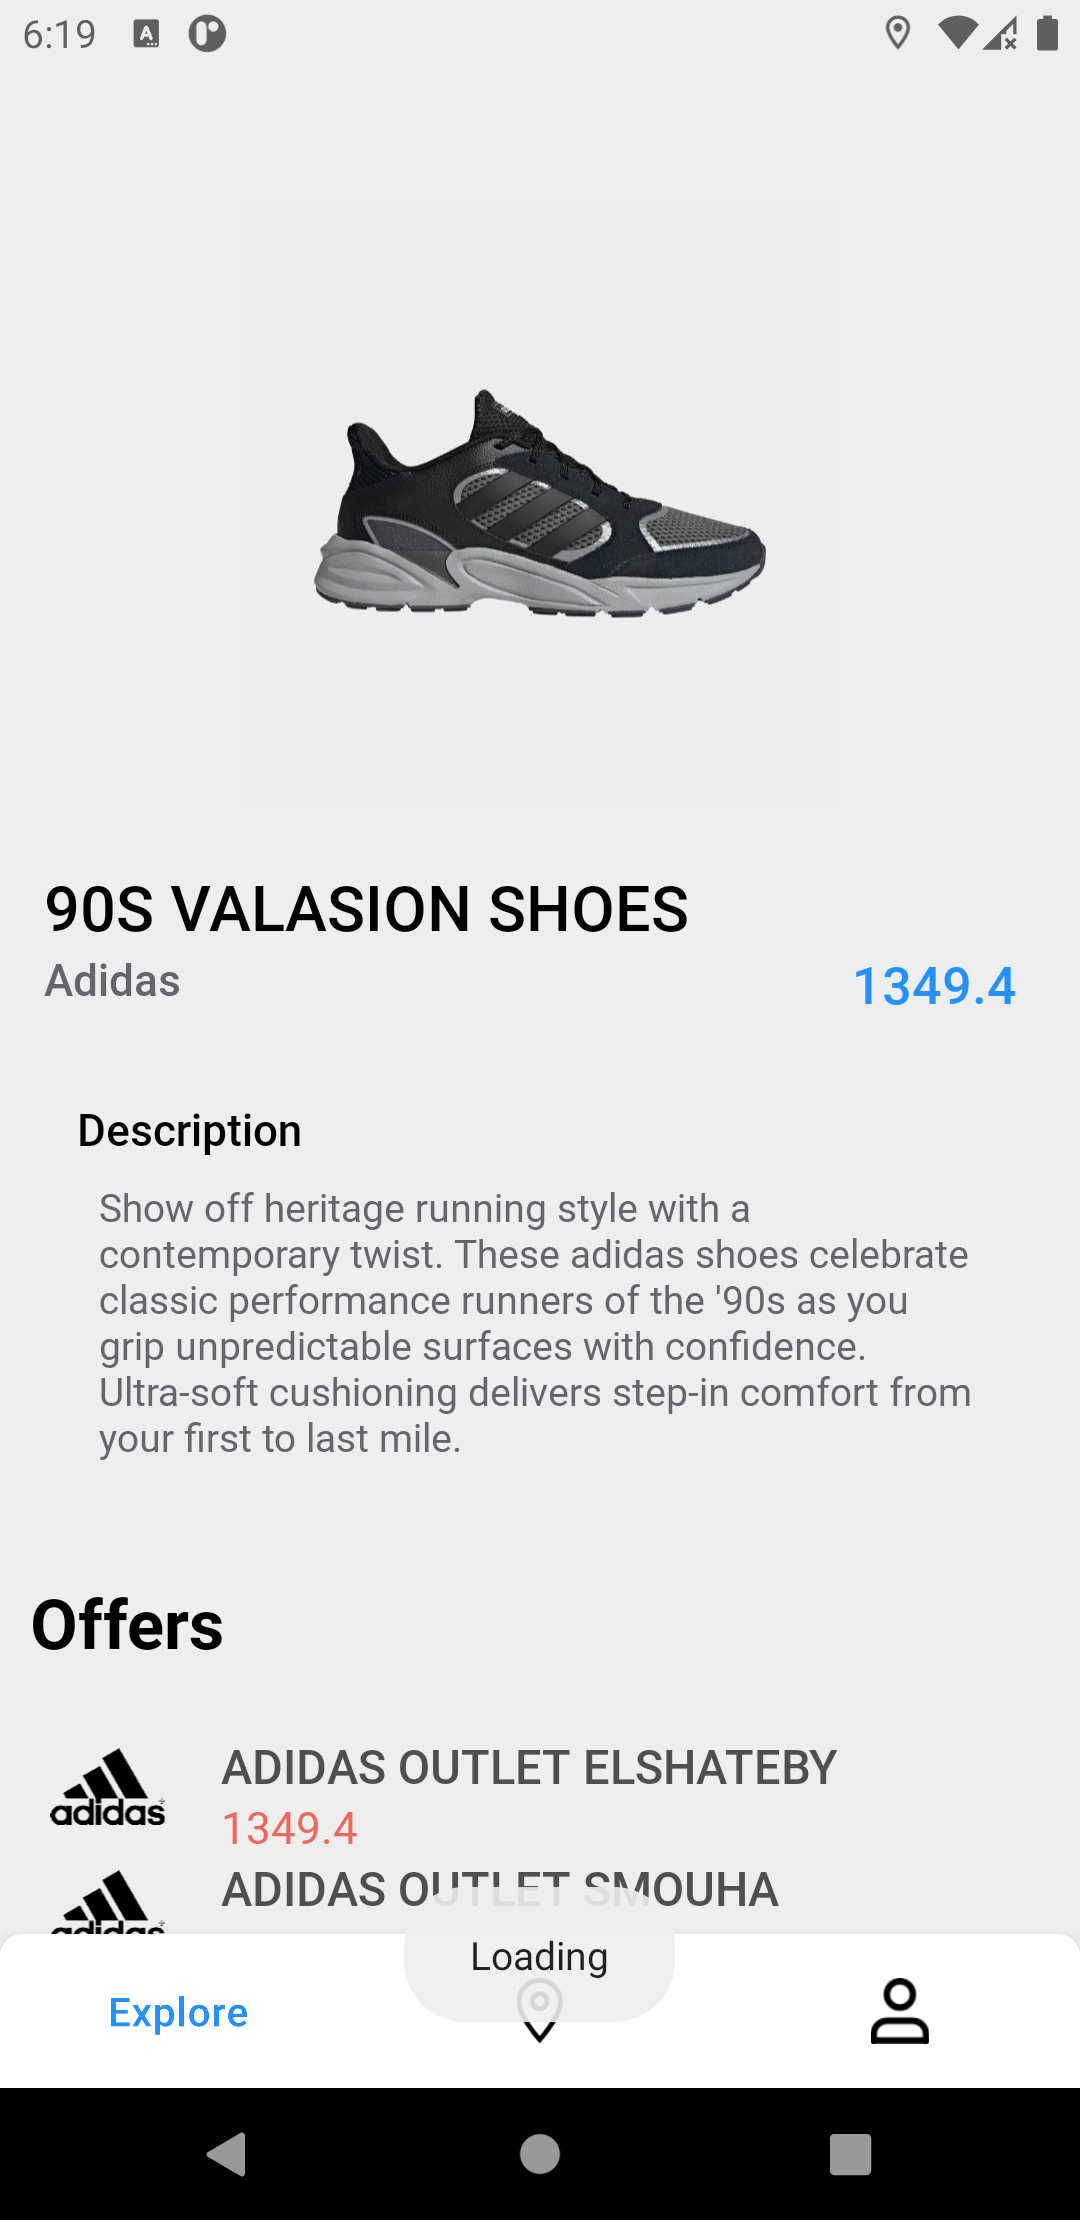 6:19
90S VALASION SHOES
Adidas
1349.4
Description
Show off heritage running style with a
contemporary twist. These adidas shoes celebrate
classic performance runners of the '90s as you
grip unpredictable surfaces with confidence.
Ultra-soft cushioning delivers step-in comfort from
your first to last mile.
Offers
adidas
ADIDAS OUTLET ELSHATEBY
1349.4
adidas
ADIDAS OUTLET SMOUHA
Loading
Explore